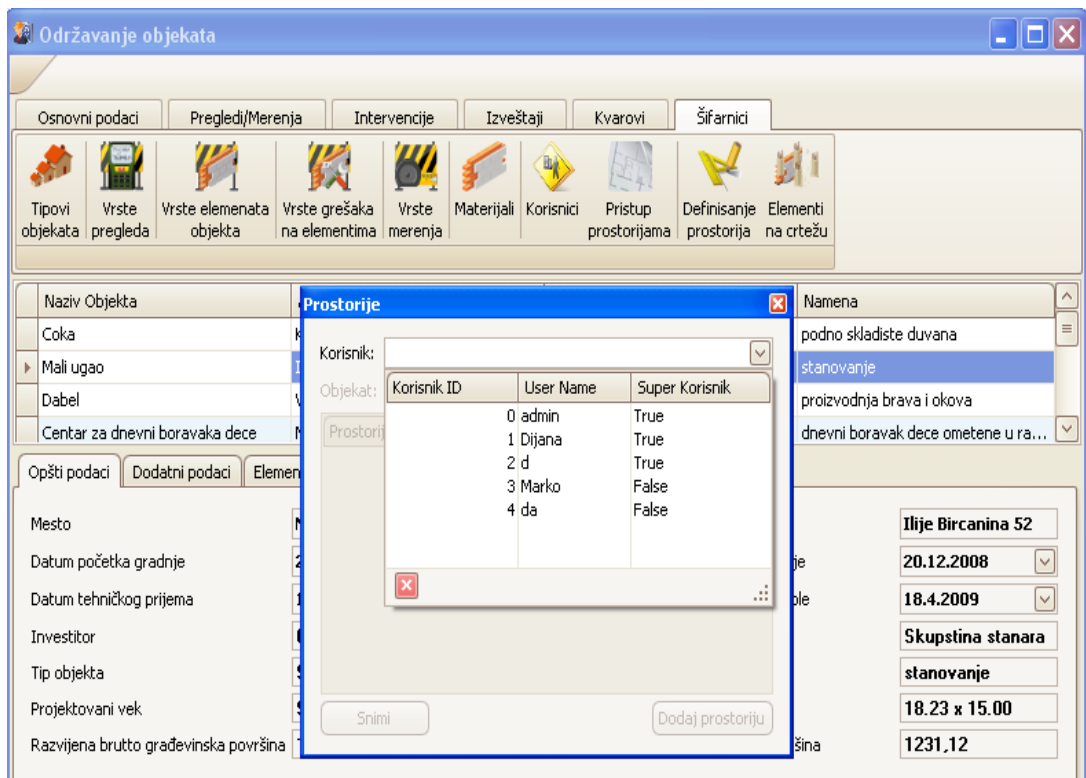 Održavanje objekata
Osnovni podaci Pregledi/Merenja Intervencije Izveštaji Kvarovi Šifarnici
Tipovi objekata
Vrste pregleda
Vrste elemenata objekta
Vrste grešaka na elementima
Vrste merenja
Materijali
Korisnici
Pristup prostorijama
Definisanje prostorija
Elementi na crtežu
Naziv Objekta Namena
Coka podno skladiste duvana
Mali ugao stanovanje
Dabel proizvodnja brava i okova
Centar za dnevni boravaka dece dnevni boravak dece ometene u ra...
Prostorije
Korisnik:
Objekat:
Korisnik ID User Name Super Korisnik
0 admin True
1 Dijana True
2 d True
3 Marko False
4 da False
Prostorij
Snimi Dodaj prostoriju
Opšti podaci Dodatni podaci Elemen
Mesto Ilije Bircanina 52
Datum početka gradnje je 20.12.2008
Datum tehničkog prijema ole 18.4.2009
Investitor Skupstina stanara
Tip objekta stanovanje
Projektovani vek 18.23 x 15.00
Razvijena brutto građevinska površina šina 1231,12